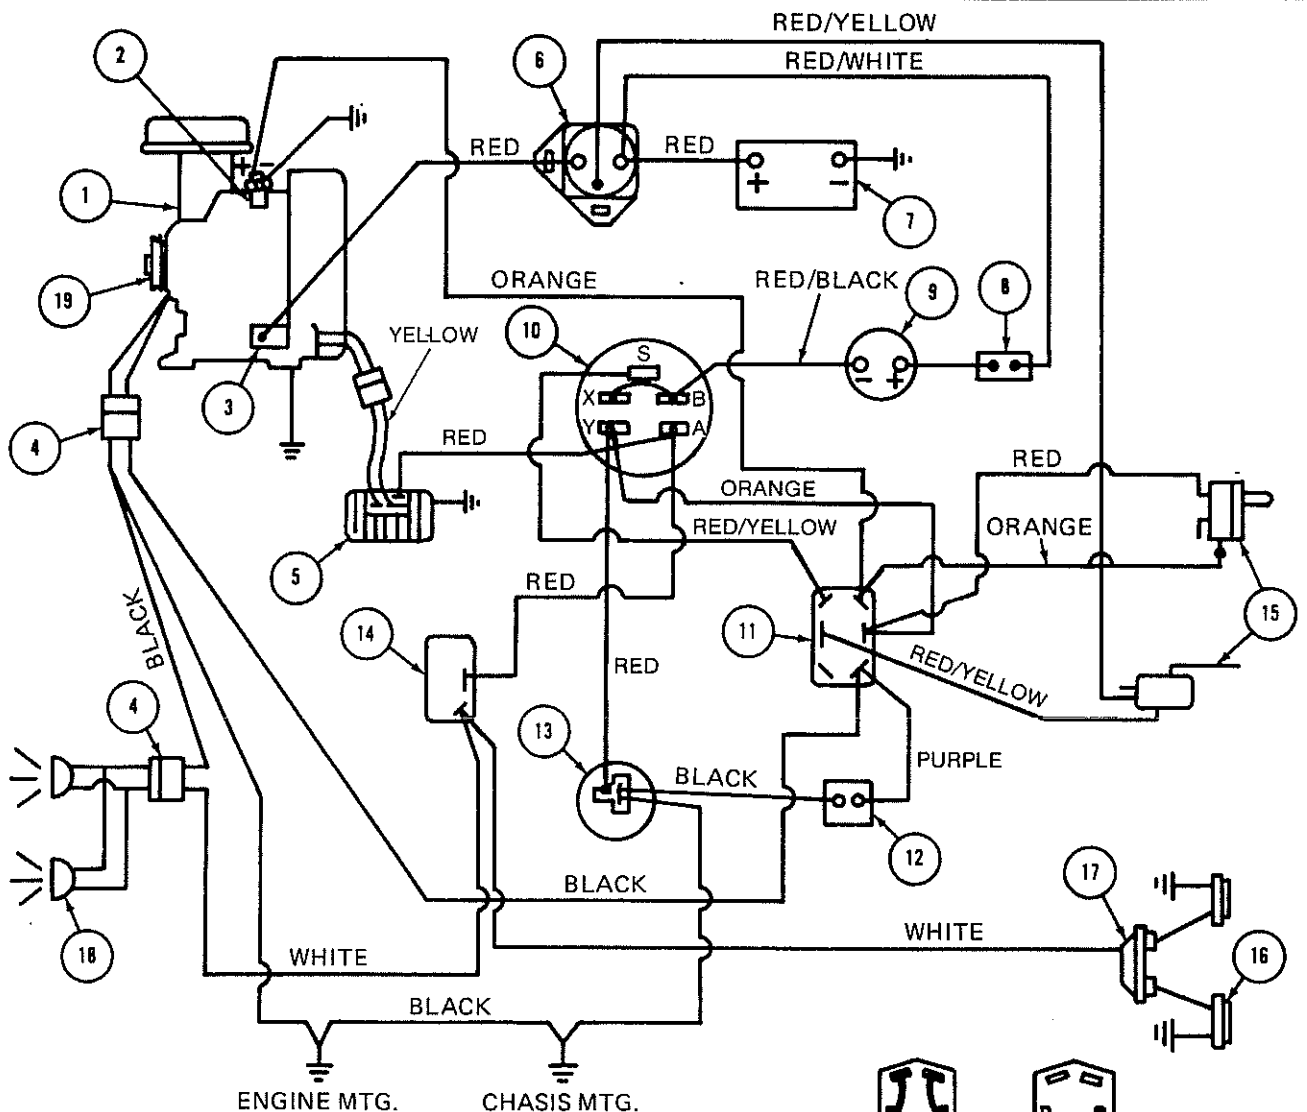 RED/YELLOW
RED/WHITE
2
6
RED
RED
+ -
+ -
1
7
19
ORANGE
RED/BLACK
9
8
10
YELLOW
S
- +
X B
3
Y A
4
RED
RED
ORANGE
RED/YELLOW
ORANGE
5
RED
BLACK
14
11
15
RED
RED/YELLOW
4
13
BLACK
PURPLE
12
BLACK
17
18
WHITE
WHITE
16
BLACK
ENGINE MTG.
CHASIS MTG.